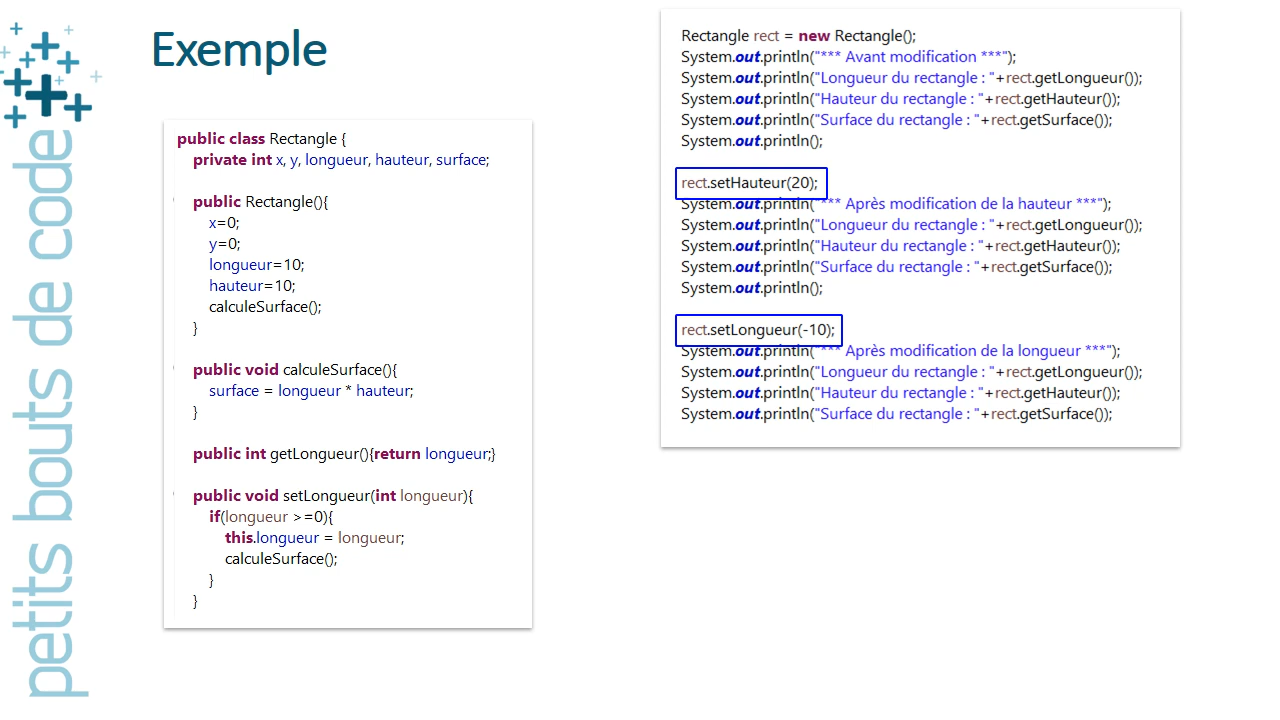 Exemple
public class Rectangle {
private int x, y, longueur, hauteur, surface;
public Rectangle(){
x=0;
y=0;
longueur=10;
hauteur=10;
calculeSurface();
}
public void calculeSurface(){
surface = longueur * hauteur;
}
public int getLongueur(){return longueur;}
public void setLongueur(int longueur){
if(longueur >=0){
this.longueur = longueur;
calculeSurface();
}
}
Rectangle rect = new Rectangle();
System.out.println("*** Avant modification ***");
System.out.println("Longueur du rectangle : "+rect.getLongueur());
System.out.println("Hauteur du rectangle : "+rect.getHauteur());
System.out.println("Surface du rectangle : "+rect.getSurface());
System.out.println();
rect.setHauteur(20);
System.out.println("*** Après modification de la hauteur ***");
System.out.println("Longueur du rectangle : "+rect.getLongueur());
System.out.println("Hauteur du rectangle : "+rect.getHauteur());
System.out.println("Surface du rectangle : "+rect.getSurface());
System.out.println();
rect.setLongueur(-10);
System.out.println("*** Après modification de la longueur ***");
System.out.println("Longueur du rectangle : "+rect.getLongueur());
System.out.println("Hauteur du rectangle : "+rect.getHauteur());
System.out.println("Surface du rectangle : "+rect.getSurface());
petits bouts de code